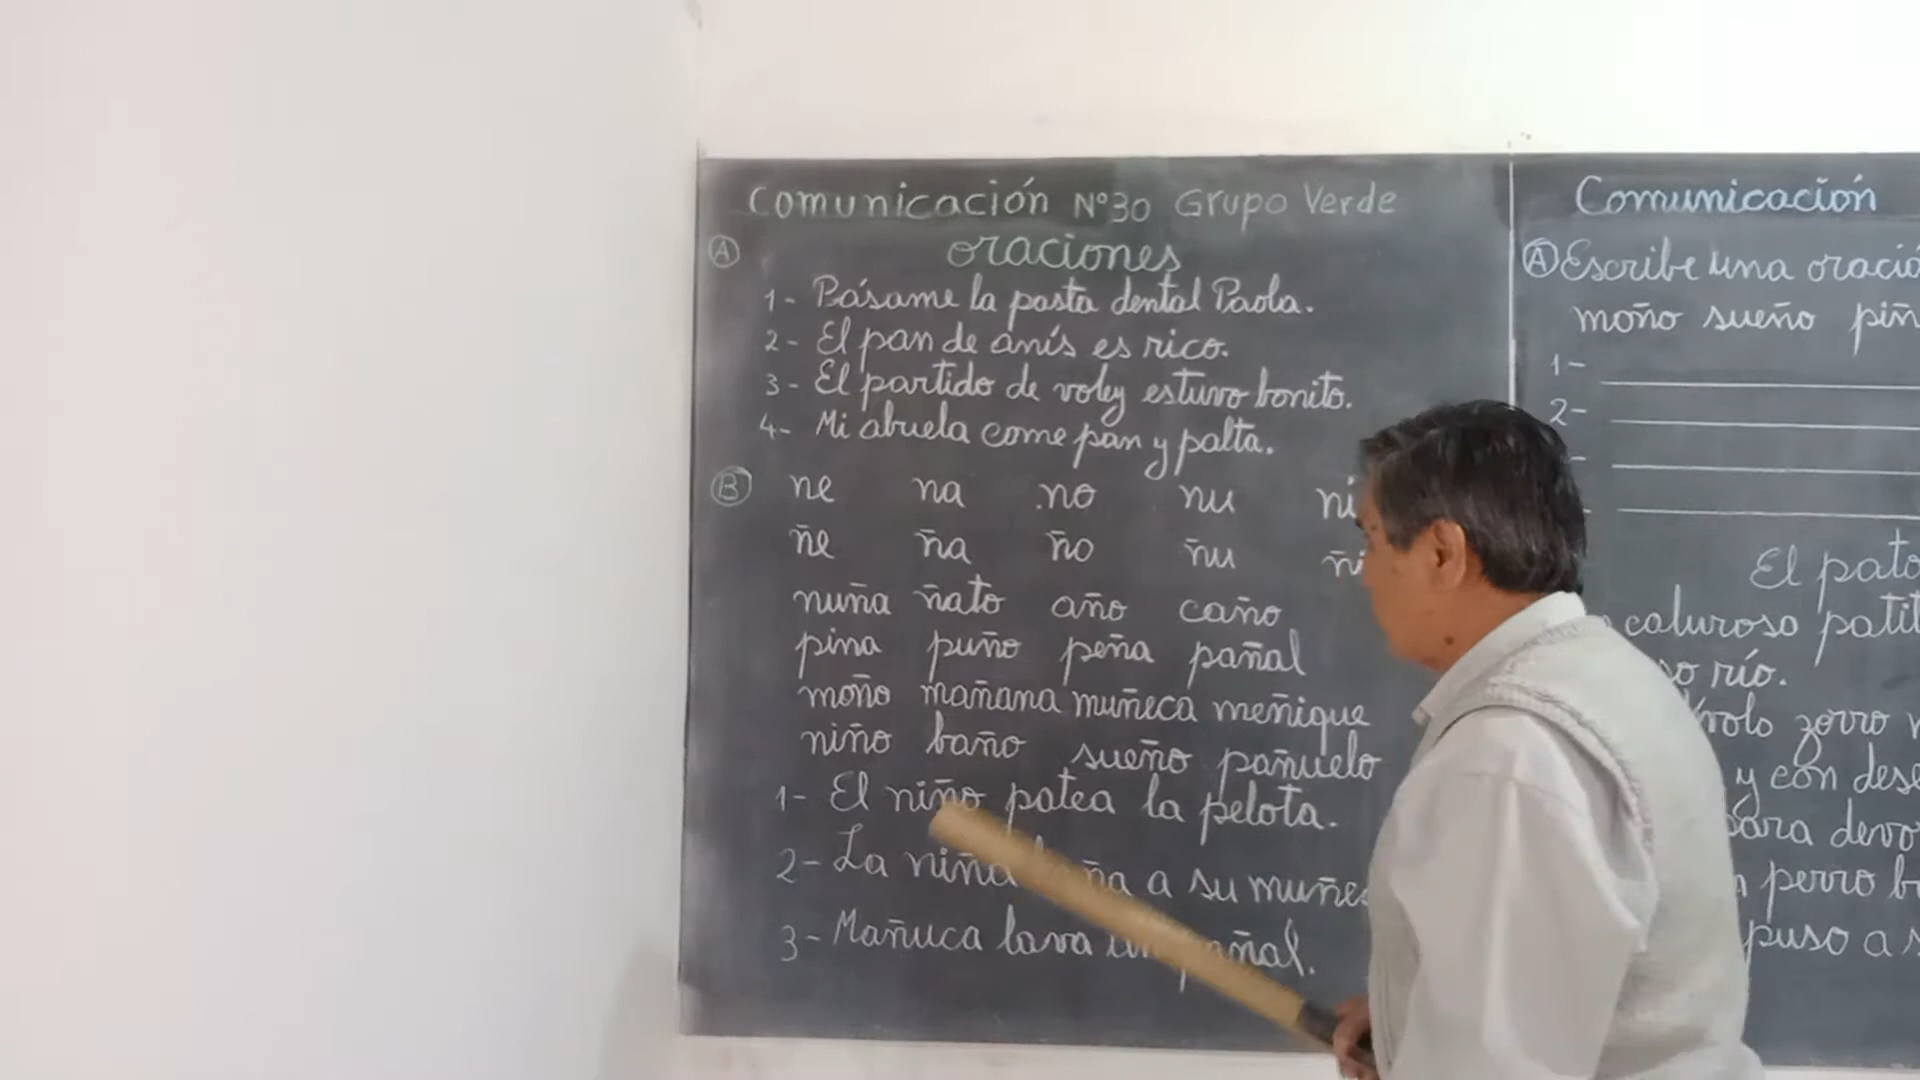 Comunicación N°30 Grupo Verde
Ⓐ oraciones
1- Pásame la pasta dental Paola.
2- El pan de anís es rico.
3- El partido de voley estuvo bonito.
4- Mi abuela come pan y palta.
Ⓑ ne na no nu ni
ñe ña ño ñu ñi
nuña ñato año caño
pina puño peña pañal
moño mañana muñeca meñique
niño baño sueño pañuelo
1- El niño patea la pelota.
2- La niña a su
3- Mañuca lava
Comunicación
Ⓐ Escribe una
moño sueño
1-
2-
El pato
caluroso
río.
zorro
y con
perro
puso a